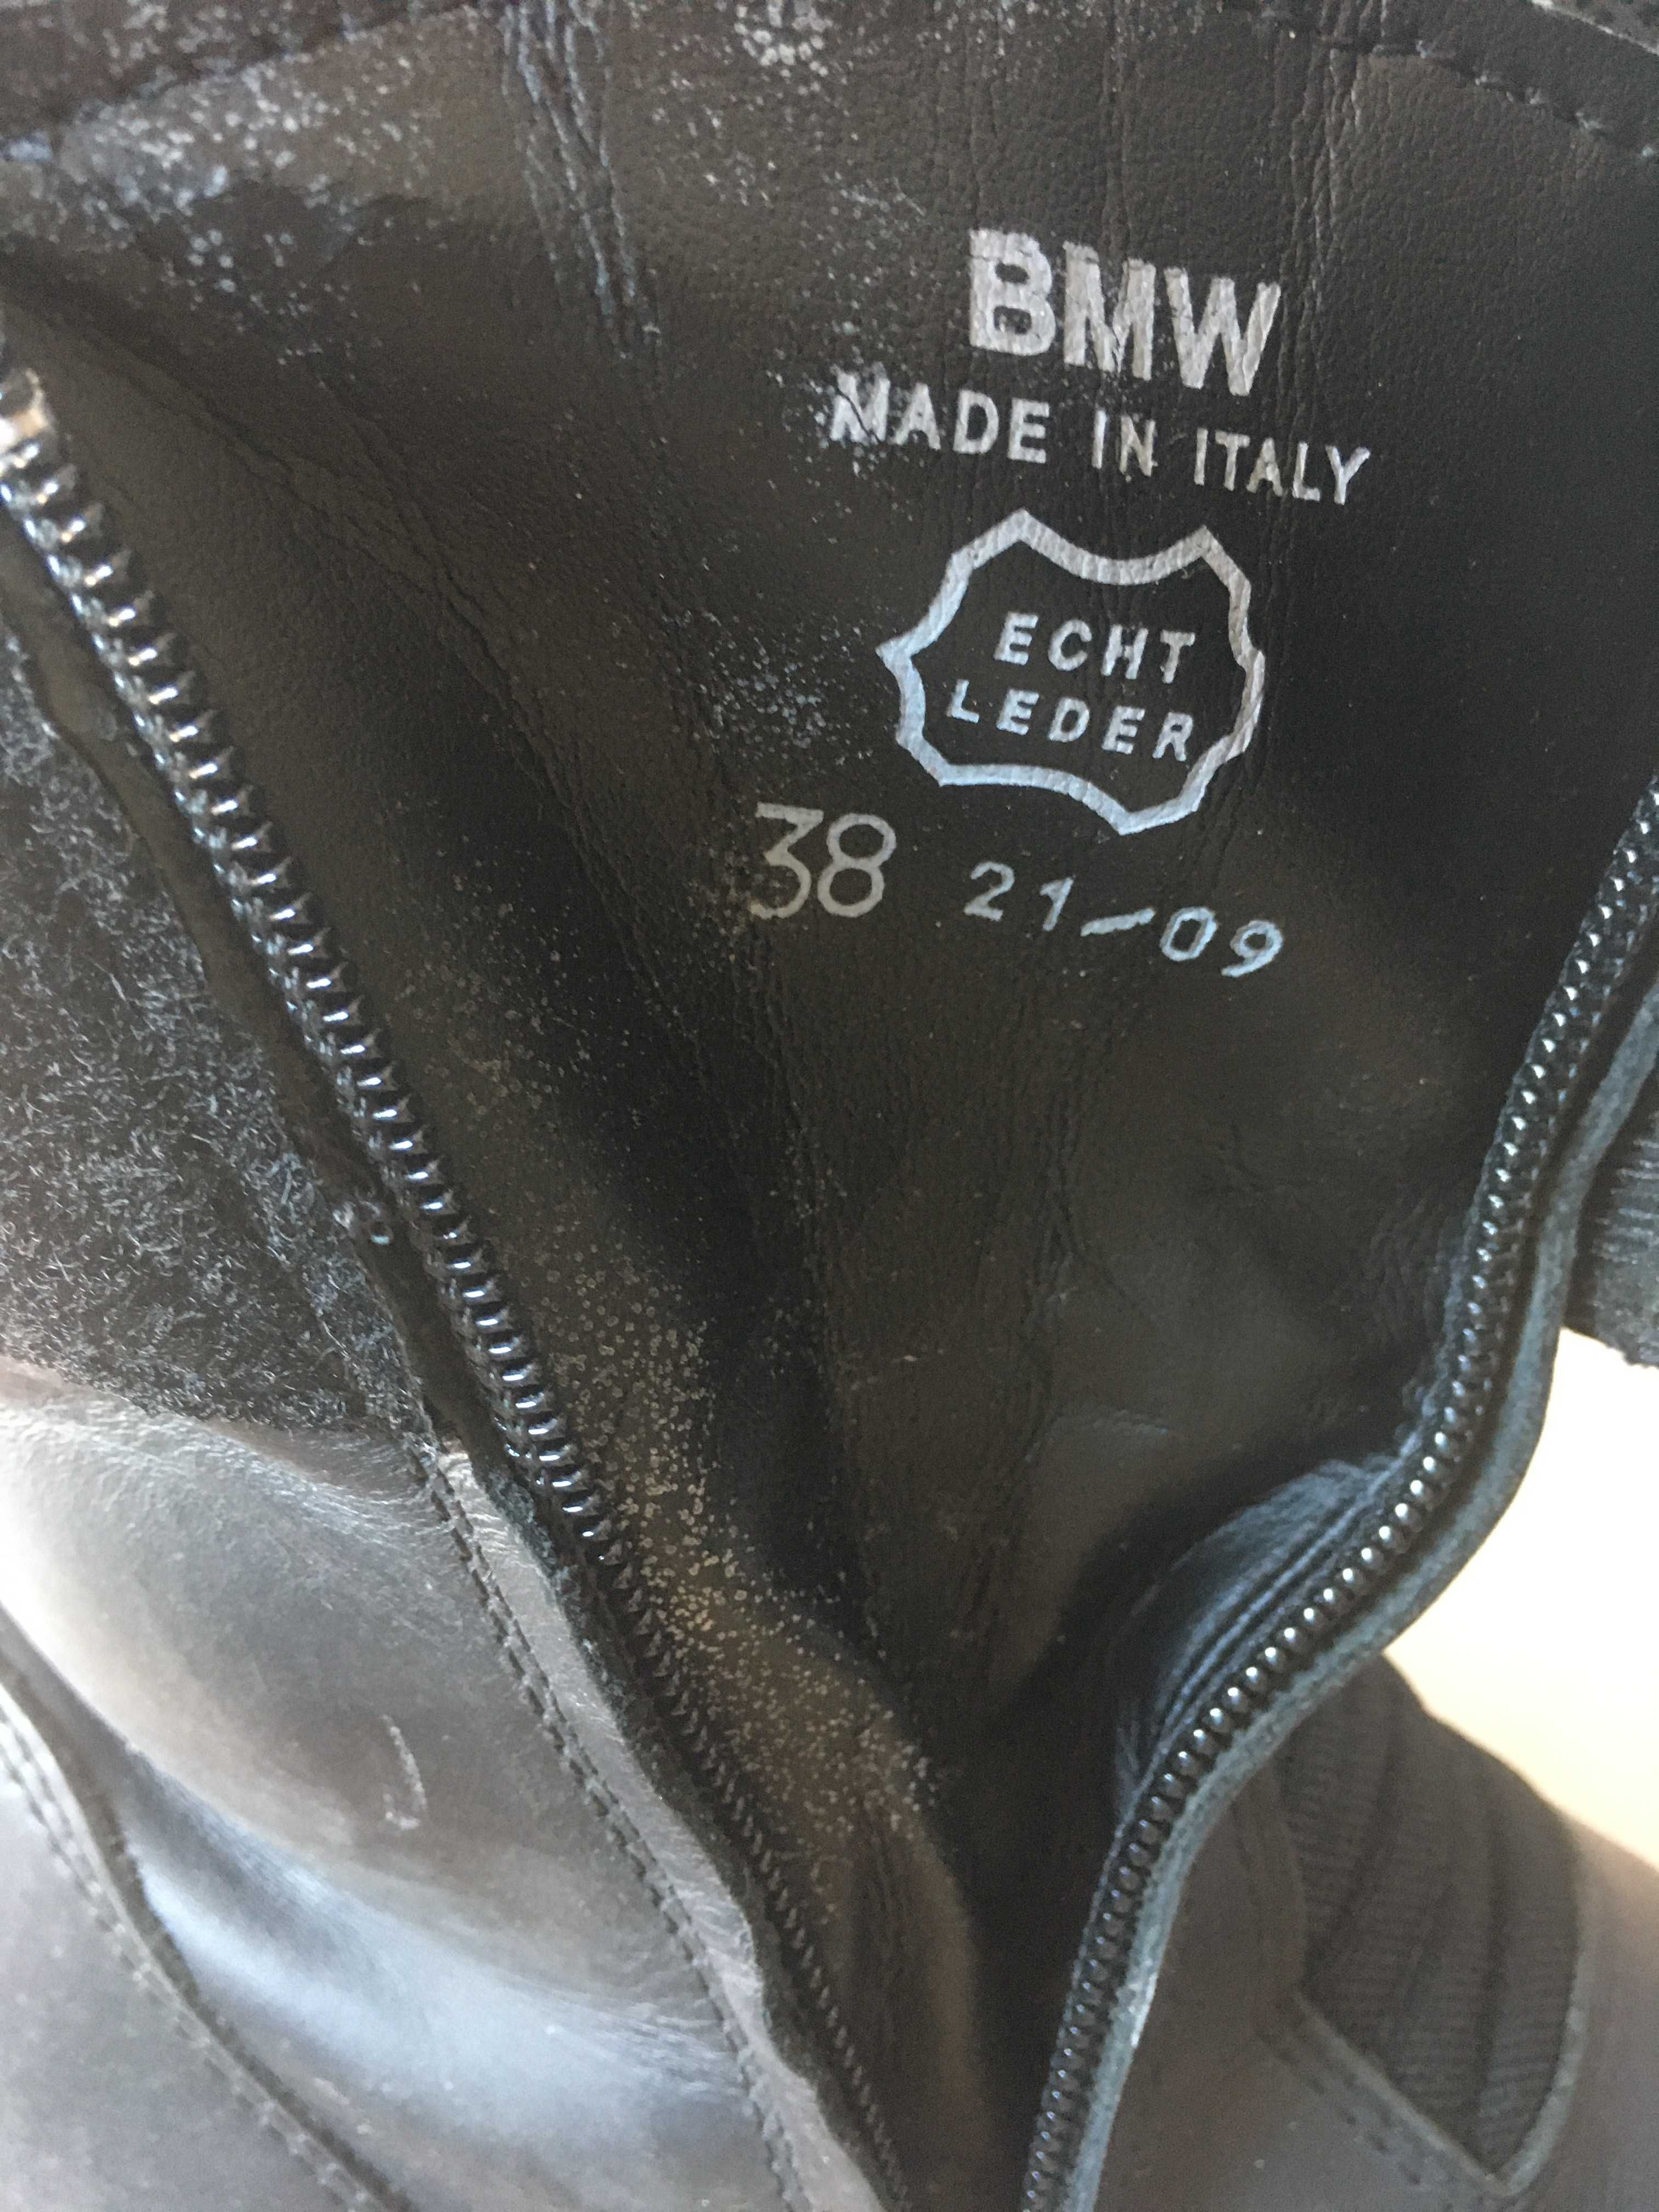 BMW
MADE IN ITALY
ECHT
LEDER
38 21-09